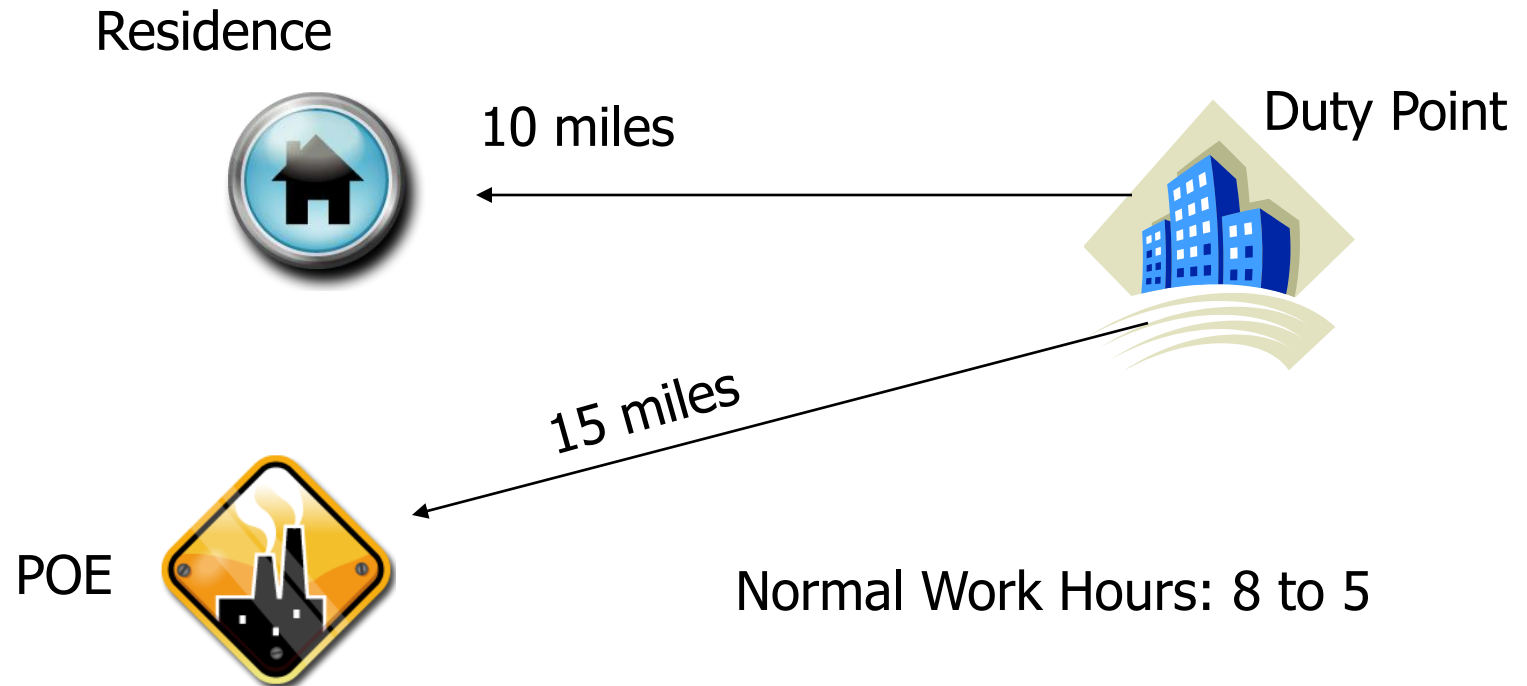 Residence
10 miles
Duty Point
15 miles
POE
Normal Work Hours: 8 to 5